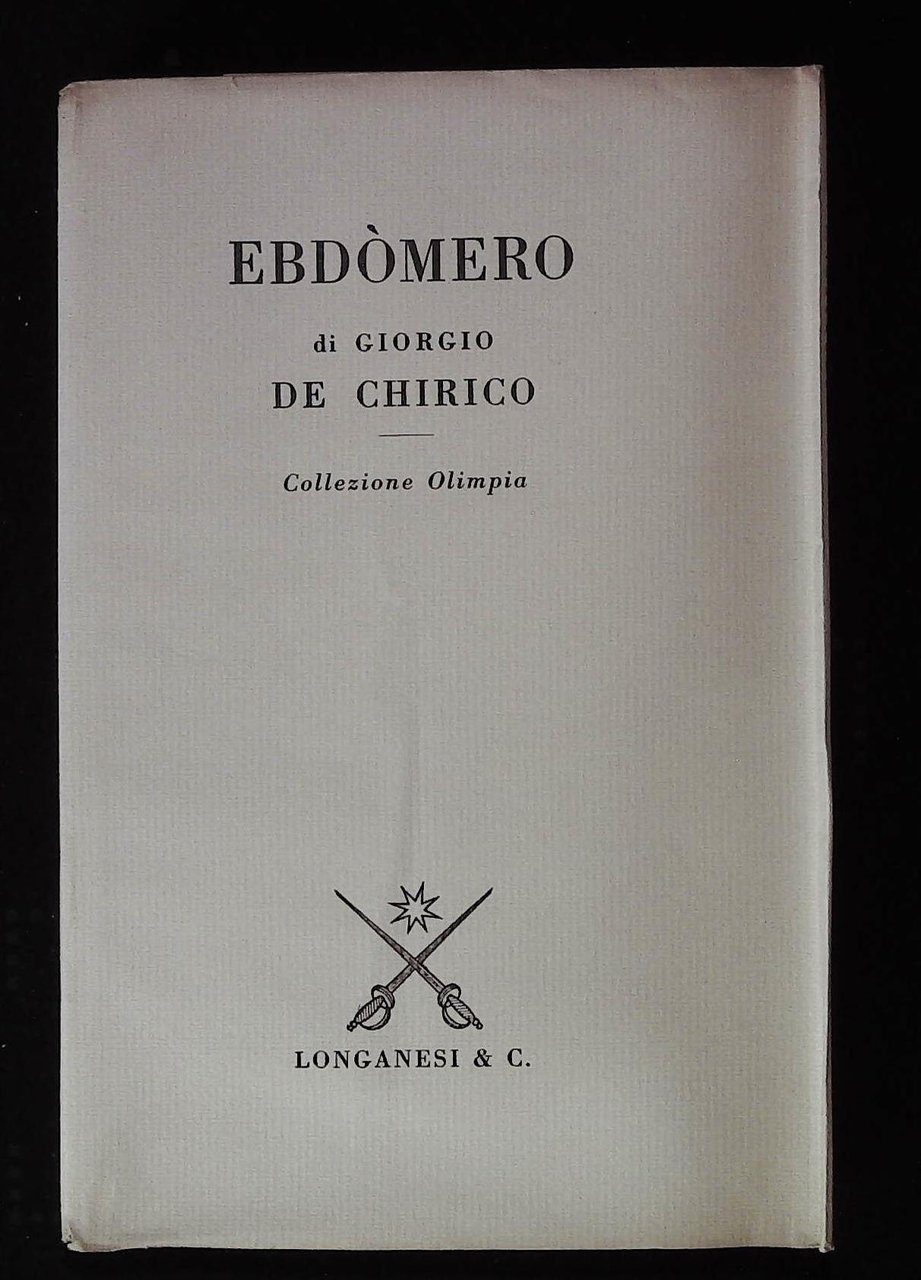 EBDÒMERO
di GIORGIO
DE CHIRICO
Collezione Olimpia
LONGANESI & C.